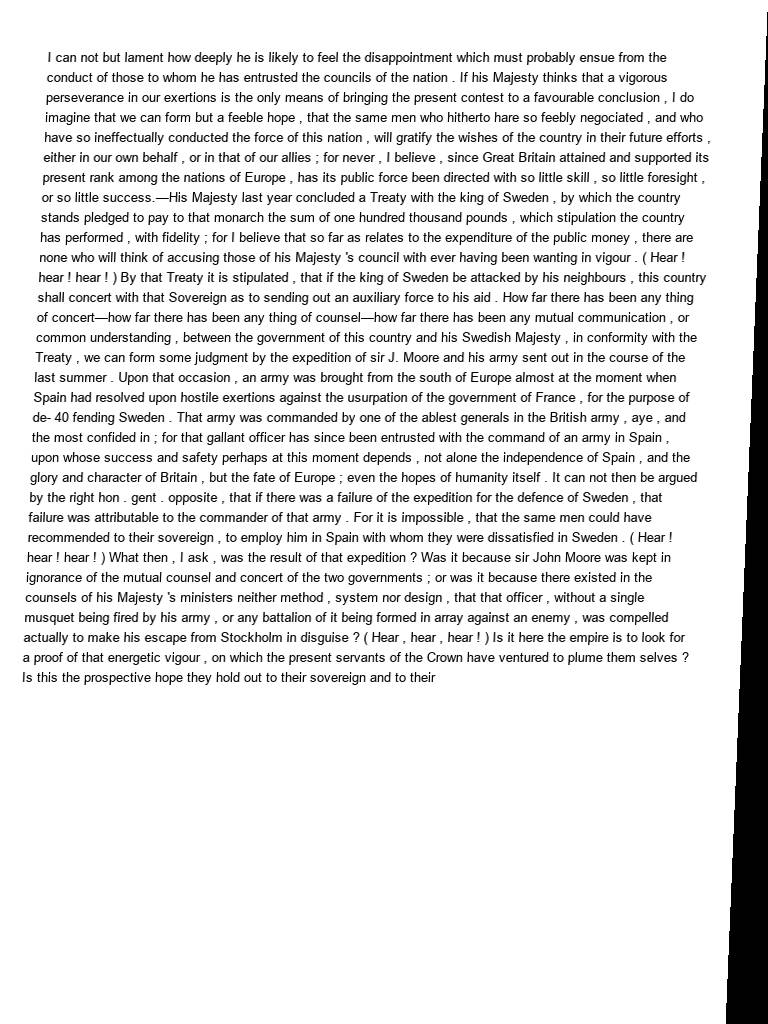 I can not but lament how deeply he is likely to feel the disappointment which must probably ensue from the
conduct of those to whom he has entrusted the councils of the nation . If his Majesty thinks that a vigorous
perseverance in our exertions is the only means of bringing the present contest to a favourable conclusion , I do
imagine that we can form but a feeble hope , that the same men who hitherto hare so feebly negociated , and who
have so ineffectually conducted the force of this nation , will gratify the wishes of the country in their future efforts ,
either in our own behalf , or in that of our allies ; for never , I believe , since Great Britain attained and supported its
present rank among the nations of Europe , has its public force been directed with so little skill , so little foresight ,
or so little success.—His Majesty last year concluded a Treaty with the king of Sweden , by which the country
stands pledged to pay to that monarch the sum of one hundred thousand pounds , which stipulation the country
has performed , with fidelity ; for I believe that so far as relates to the expenditure of the public money , there are
none who will think of accusing those of his Majesty 's council with ever having been wanting in vigour . ( Hear !
hear ! hear ! ) By that Treaty it is stipulated , that if the king of Sweden be attacked by his neighbours , this country
shall concert with that Sovereign as to sending out an auxiliary force to his aid . How far there has been any thing
of concert—how far there has been any thing of counsel—how far there has been any mutual communication , or
common understanding , between the government of this country and his Swedish Majesty , in conformity with the
Treaty , we can form some judgment by the expedition of sir J. Moore and his army sent out in the course of the
last summer . Upon that occasion , an army was brought from the south of Europe almost at the moment when
Spain had resolved upon hostile exertions against the usurpation of the government of France , for the purpose of
de- 40 fending Sweden . That army was commanded by one of the ablest generals in the British army , aye , and
the most confided in ; for that gallant officer has since been entrusted with the command of an army in Spain ,
upon whose success and safety perhaps at this moment depends , not alone the independence of Spain , and the
glory and character of Britain , but the fate of Europe ; even the hopes of humanity itself . It can not then be argued
by the right hon . gent . opposite , that if there was a failure of the expedition for the defence of Sweden , that
failure was attributable to the commander of that army . For it is impossible , that the same men could have
recommended to their sovereign , to employ him in Spain with whom they were dissatisfied in Sweden . ( Hear !
hear ! hear ! ) What then , I ask , was the result of that expedition ? Was it because sir John Moore was kept in
ignorance of the mutual counsel and concert of the two governments ; or was it because there existed in the
counsels of his Majesty 's ministers neither method , system nor design , that that officer , without a single
musquet being fired by his army , or any battalion of it being formed in array against an enemy , was compelled
actually to make his escape from Stockholm in disguise ? ( Hear , hear , hear ! ) Is it here the empire is to look for
a proof of that energetic vigour , on which the present servants of the Crown have ventured to plume them selves ?
Is this the prospective hope they hold out to their sovereign and to their